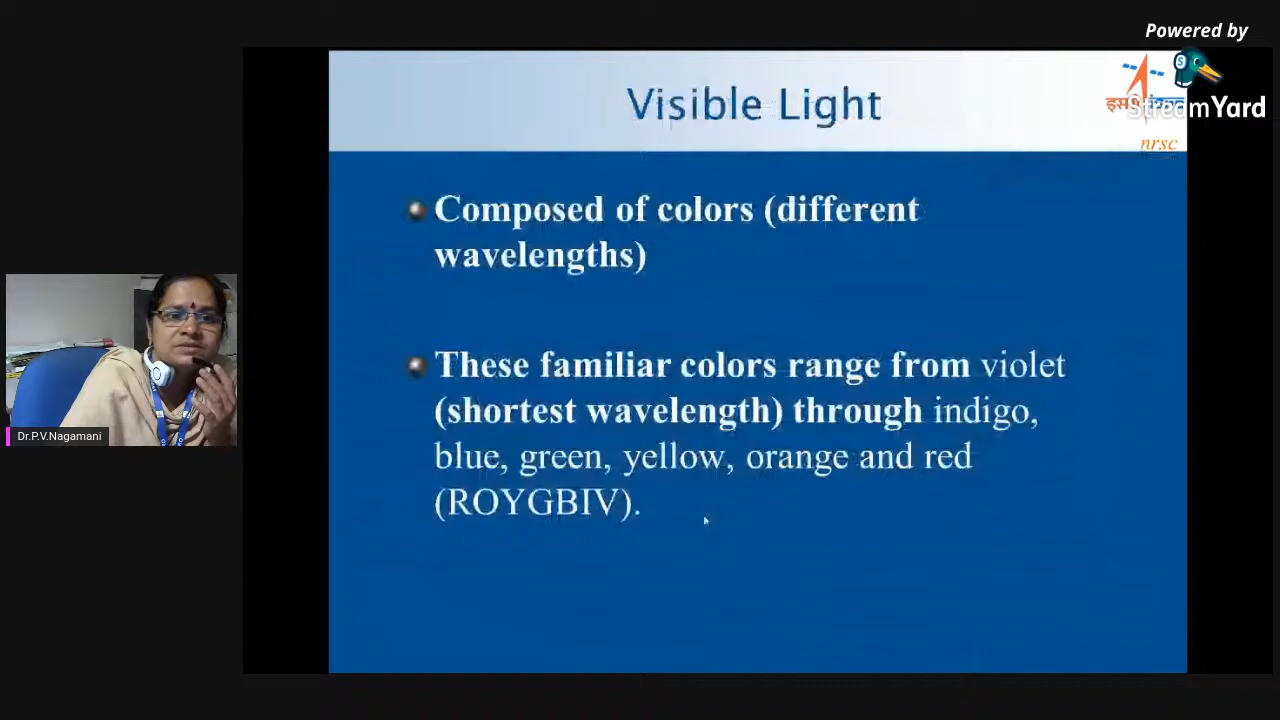 Powered by
StreamYard
Visible Light
nrsc
Composed of colors (different
wavelengths)
These familiar colors range from violet
(shortest wavelength) through indigo,
blue, green, yellow, orange and red
(ROYGBIV).
Dr.P.V.Nagamani